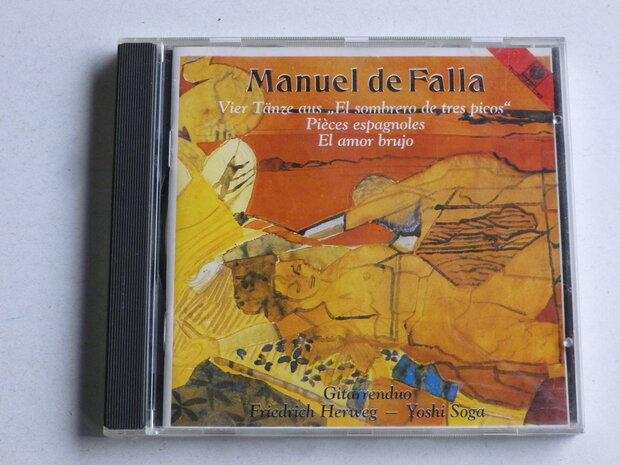 Manuel de Falla
Vier Tänze aus „El sombrero de tres picos“
Pièces espagnoles
El amor brujo
Gitarrenduo
Friedrich Herweg – Yoshi Soga